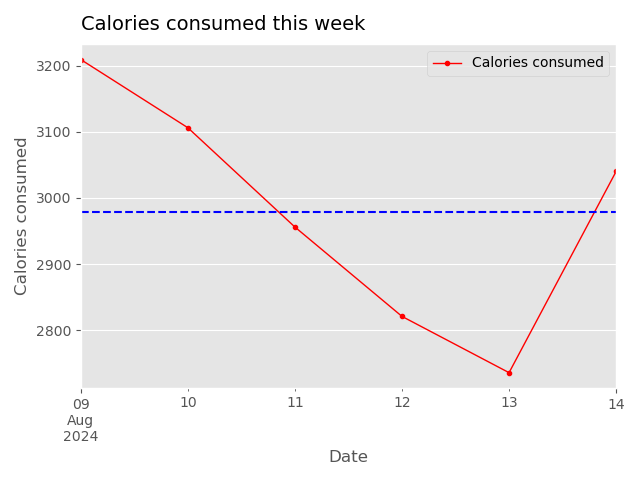 Calories consumed this week
Calories consumed
3200
3100
3000
2900
2800
Calories consumed
09
Aug
2024
10
11
12
13
14
Date